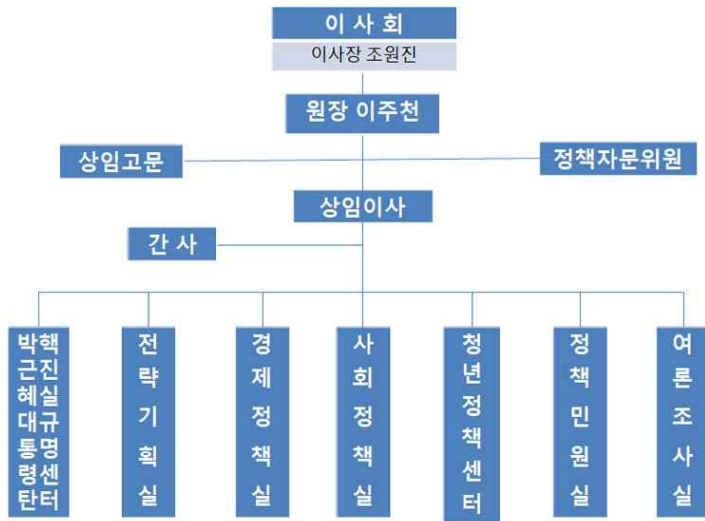 이 사 회
이사장 조원진
원장 이주천
상임고문
정책자문위원
상임이사
간 사
박근혜대통령탄
핵진실규명센터
전략기획실
경제정책실
사회정책실
청년정책센터
정책민원실
여론조사실